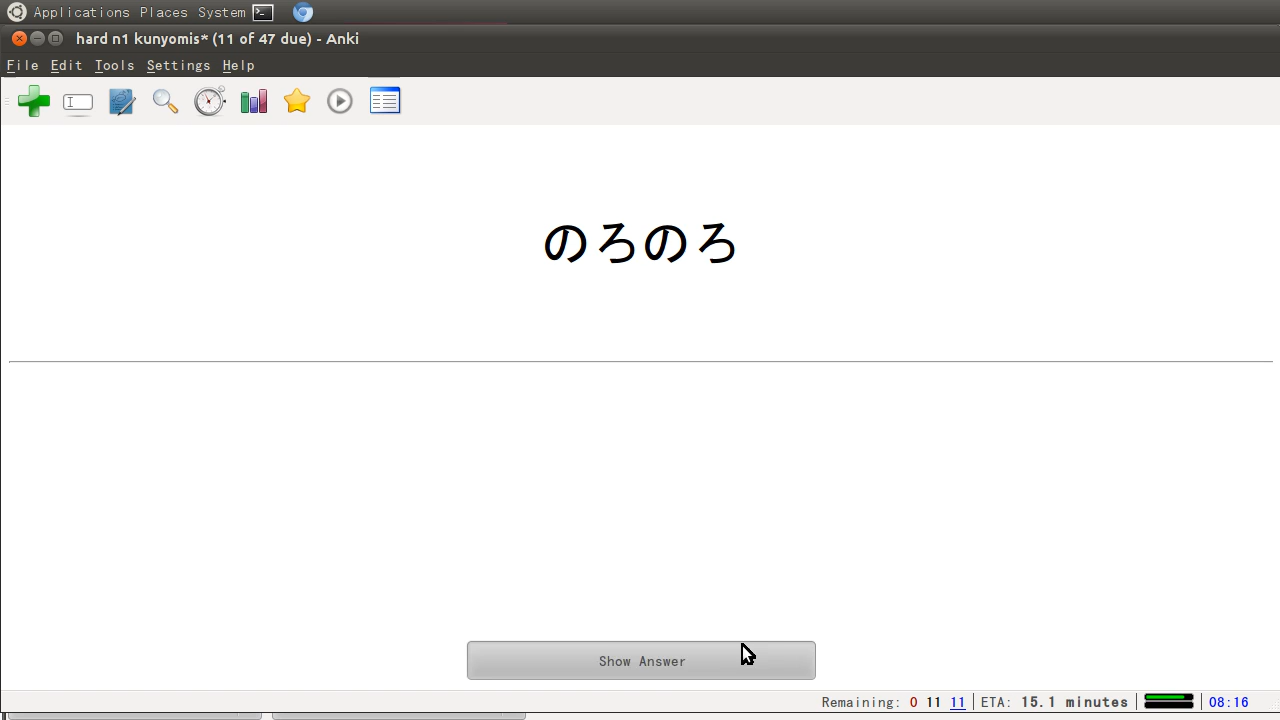 Applications Places System
hard n1 kunyomis* (11 of 47 due) - Anki
File Edit Tools Settings Help
のろのろ
Show Answer
Remaining: 0 11 11 ETA: 15.1 minutes 08:16